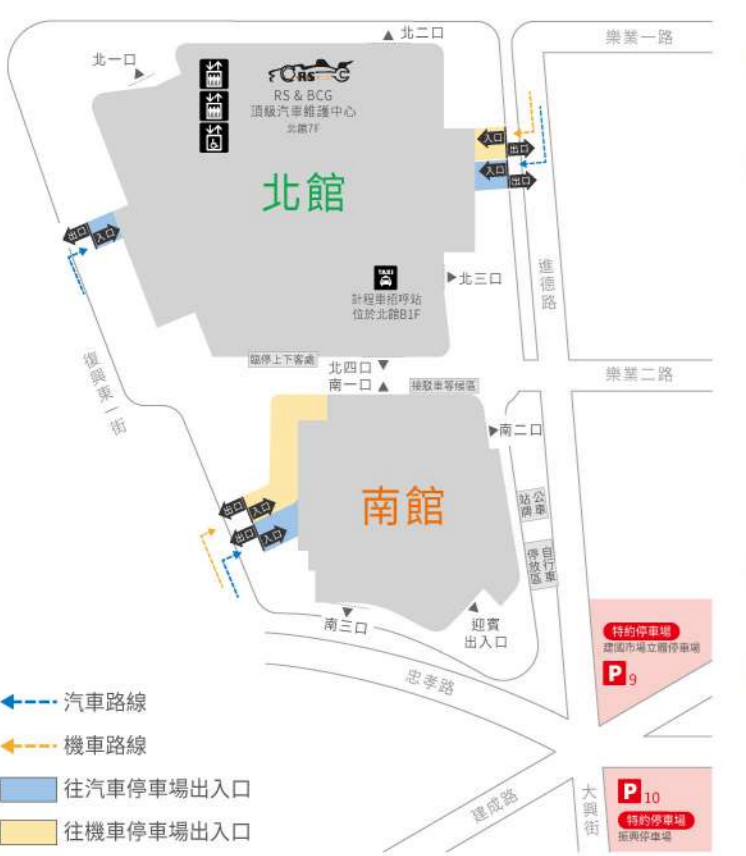 北二口
樂業一路
北一口
RS
RS & BCG
頂級汽車維護中心
北館7F
入口
出口
入口
出口
北館
出口
入口
TAXI
計程車招呼站
位於北館B1F
北三口
進德路
臨停上下客處
北四口
南一口
接駁車等候區
樂業二路
復興東一街
南二口
南館
出口
入口
出口
入口
公車
站牌
自行車
停放區
南三口
迎賓
出入口
特約停車場
建國市場立體停車場
P9
忠孝路
汽車路線
機車路線
往汽車停車場出入口
往機車停車場出入口
建成路
大興街
P10
特約停車場
振興停車場